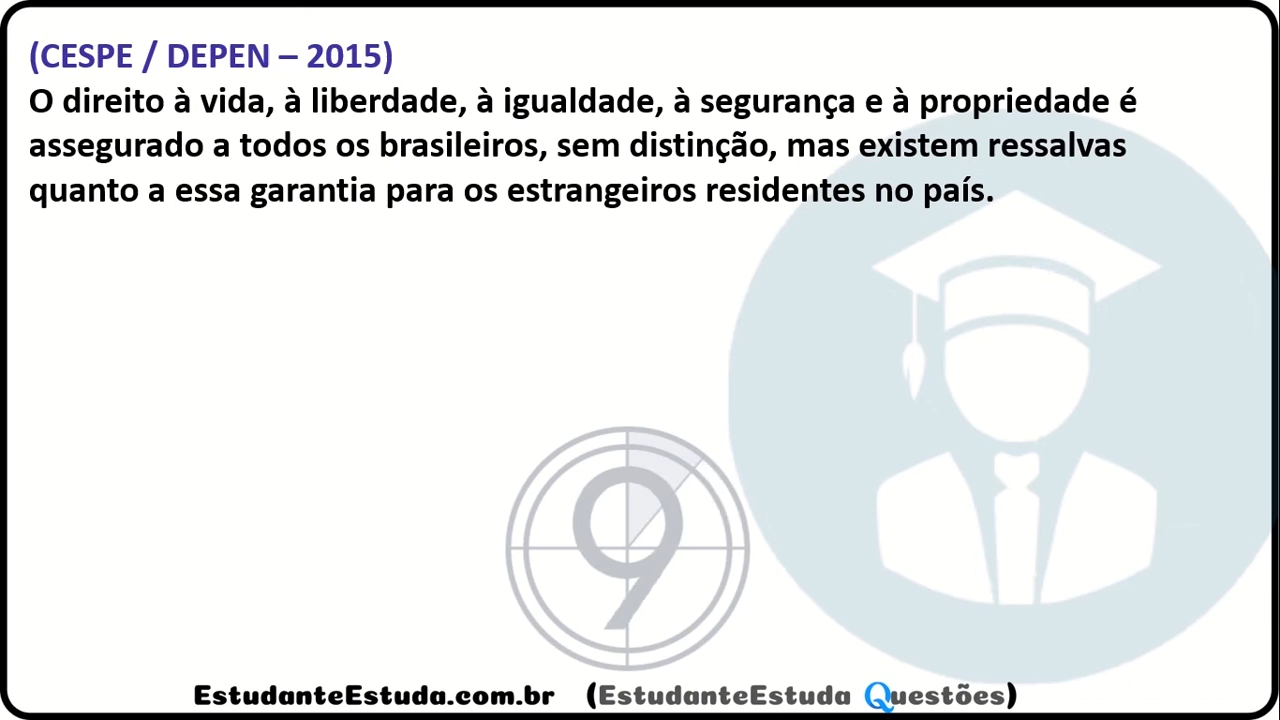 (CESPE / DEPEN – 2015)
O direito à vida, à liberdade, à igualdade, à segurança e à propriedade é
assegurado a todos os brasileiros, sem distinção, mas existem ressalvas
quanto a essa garantia para os estrangeiros residentes no país.
9
EstudanteEstuda.com.br (EstudanteEstuda Questões)